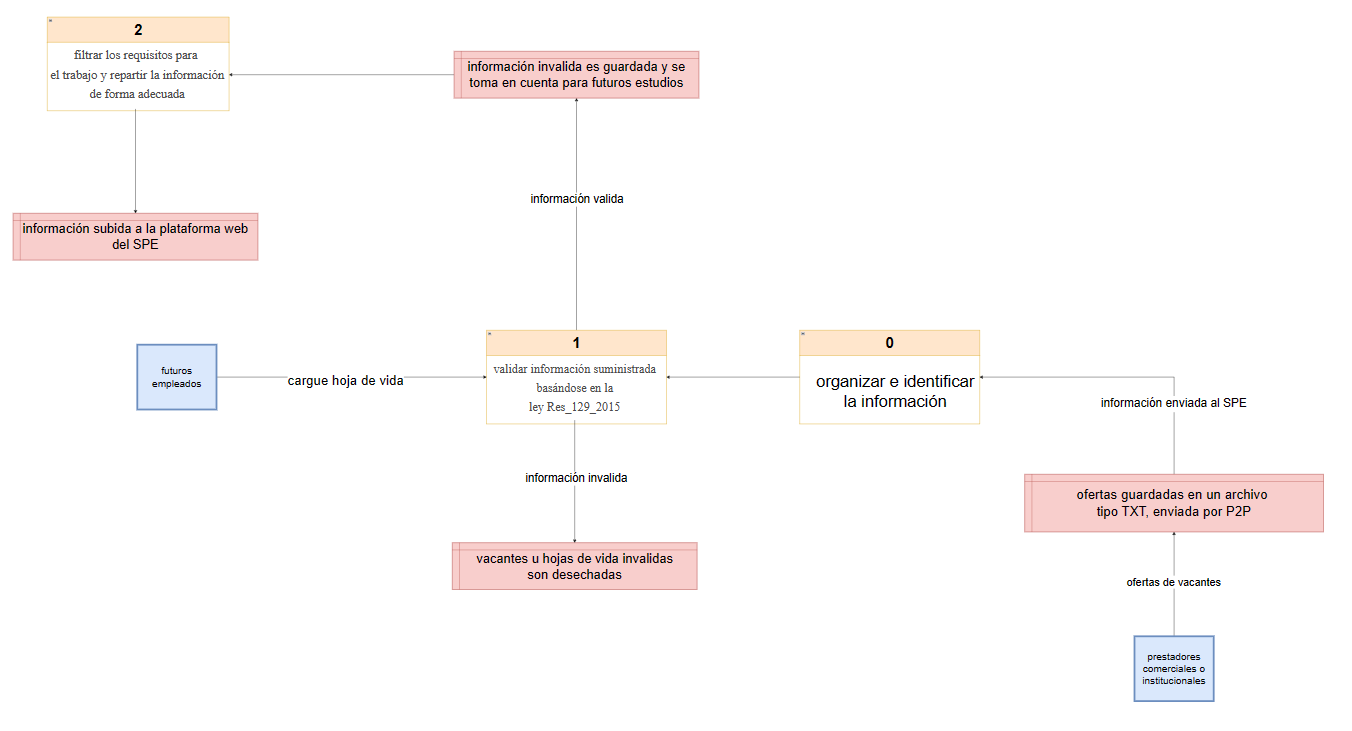 2
filtrar los requisitos para
el trabajo y repartir la información
de forma adecuada
información invalida es guardada y se
toma en cuenta para futuros estudios
información valida
información subida a la plataforma web
del SPE
futuros
empleados
cargue hoja de vida
1
validar información suministrada
basándose en la
ley Res_129_2015
0
organizar e identificar
la información
información enviada al SPE
información invalida
ofertas guardadas en un archivo
tipo TXT, enviada por P2P
vacantes u hojas de vida invalidas
son desechadas
ofertas de vacantes
prestadores
comerciales o
institucionales